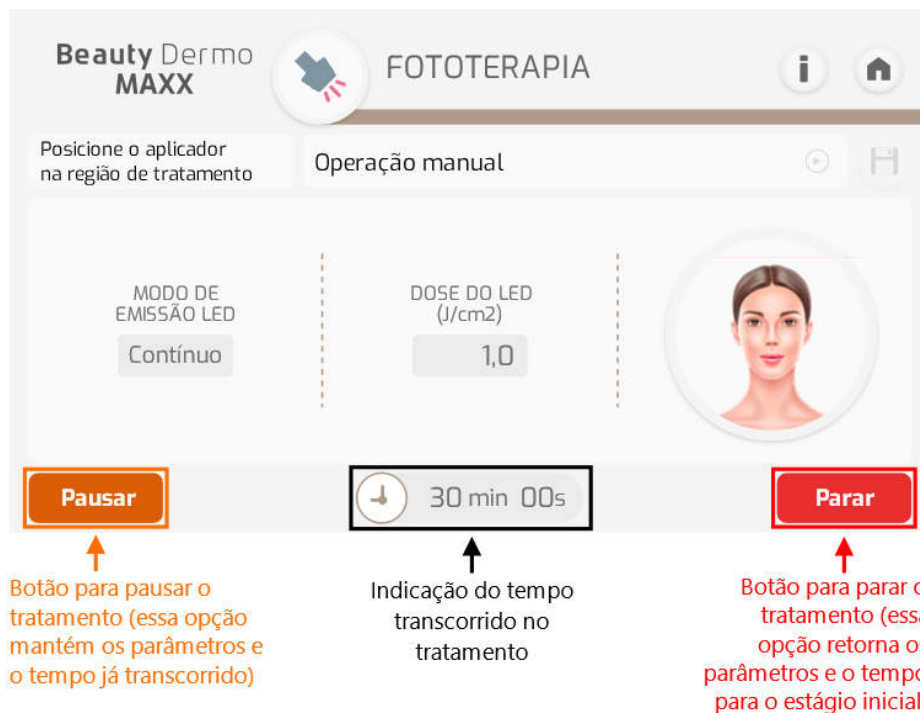 Beauty Dermo
MAXX
FOTOTERAPIA
i
Posicione o aplicador
na região de tratamento
Operação manual
MODO DE
EMISSÃO LED
Contínuo
DOSE DO LED
(J/cm2)
1,0
Pausar
30 min 00s
Parar
Botão para pausar o
tratamento (essa opção
mantém os parâmetros e
o tempo já transcorrido)
Indicação do tempo
transcorrido no
tratamento
Botão para parar o
tratamento (essa
opção retorna os
parâmetros e o tempo
para o estágio inicial